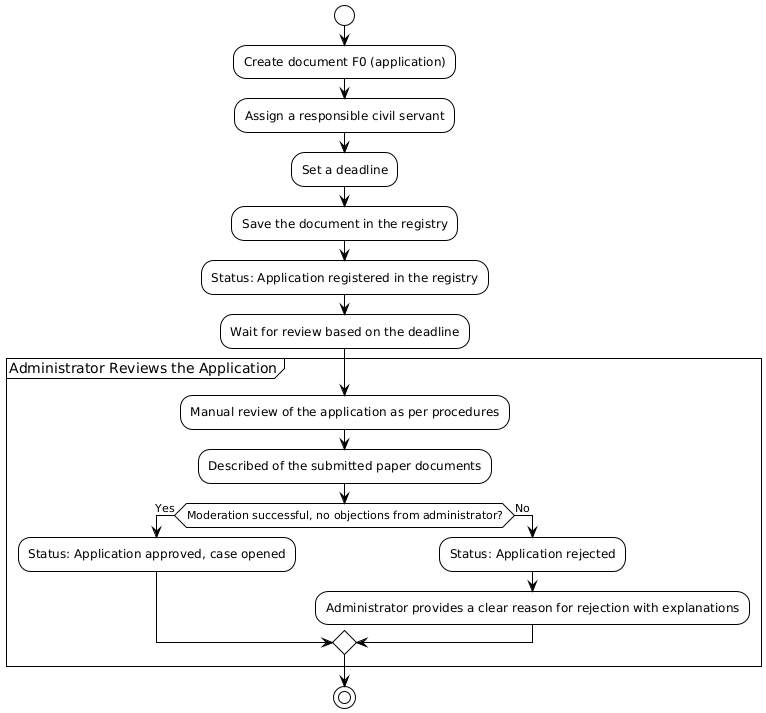 Create document F0 (application)
Assign a responsible civil servant
Set a deadline
Save the document in the registry
Status: Application registered in the registry
Wait for review based on the deadline
Administrator Reviews the Application
Manual review of the application as per procedures
Described of the submitted paper documents
Yes
Moderation successful, no objections from administrator?
No
Status: Application approved, case opened
Status: Application rejected
Administrator provides a clear reason for rejection with explanations